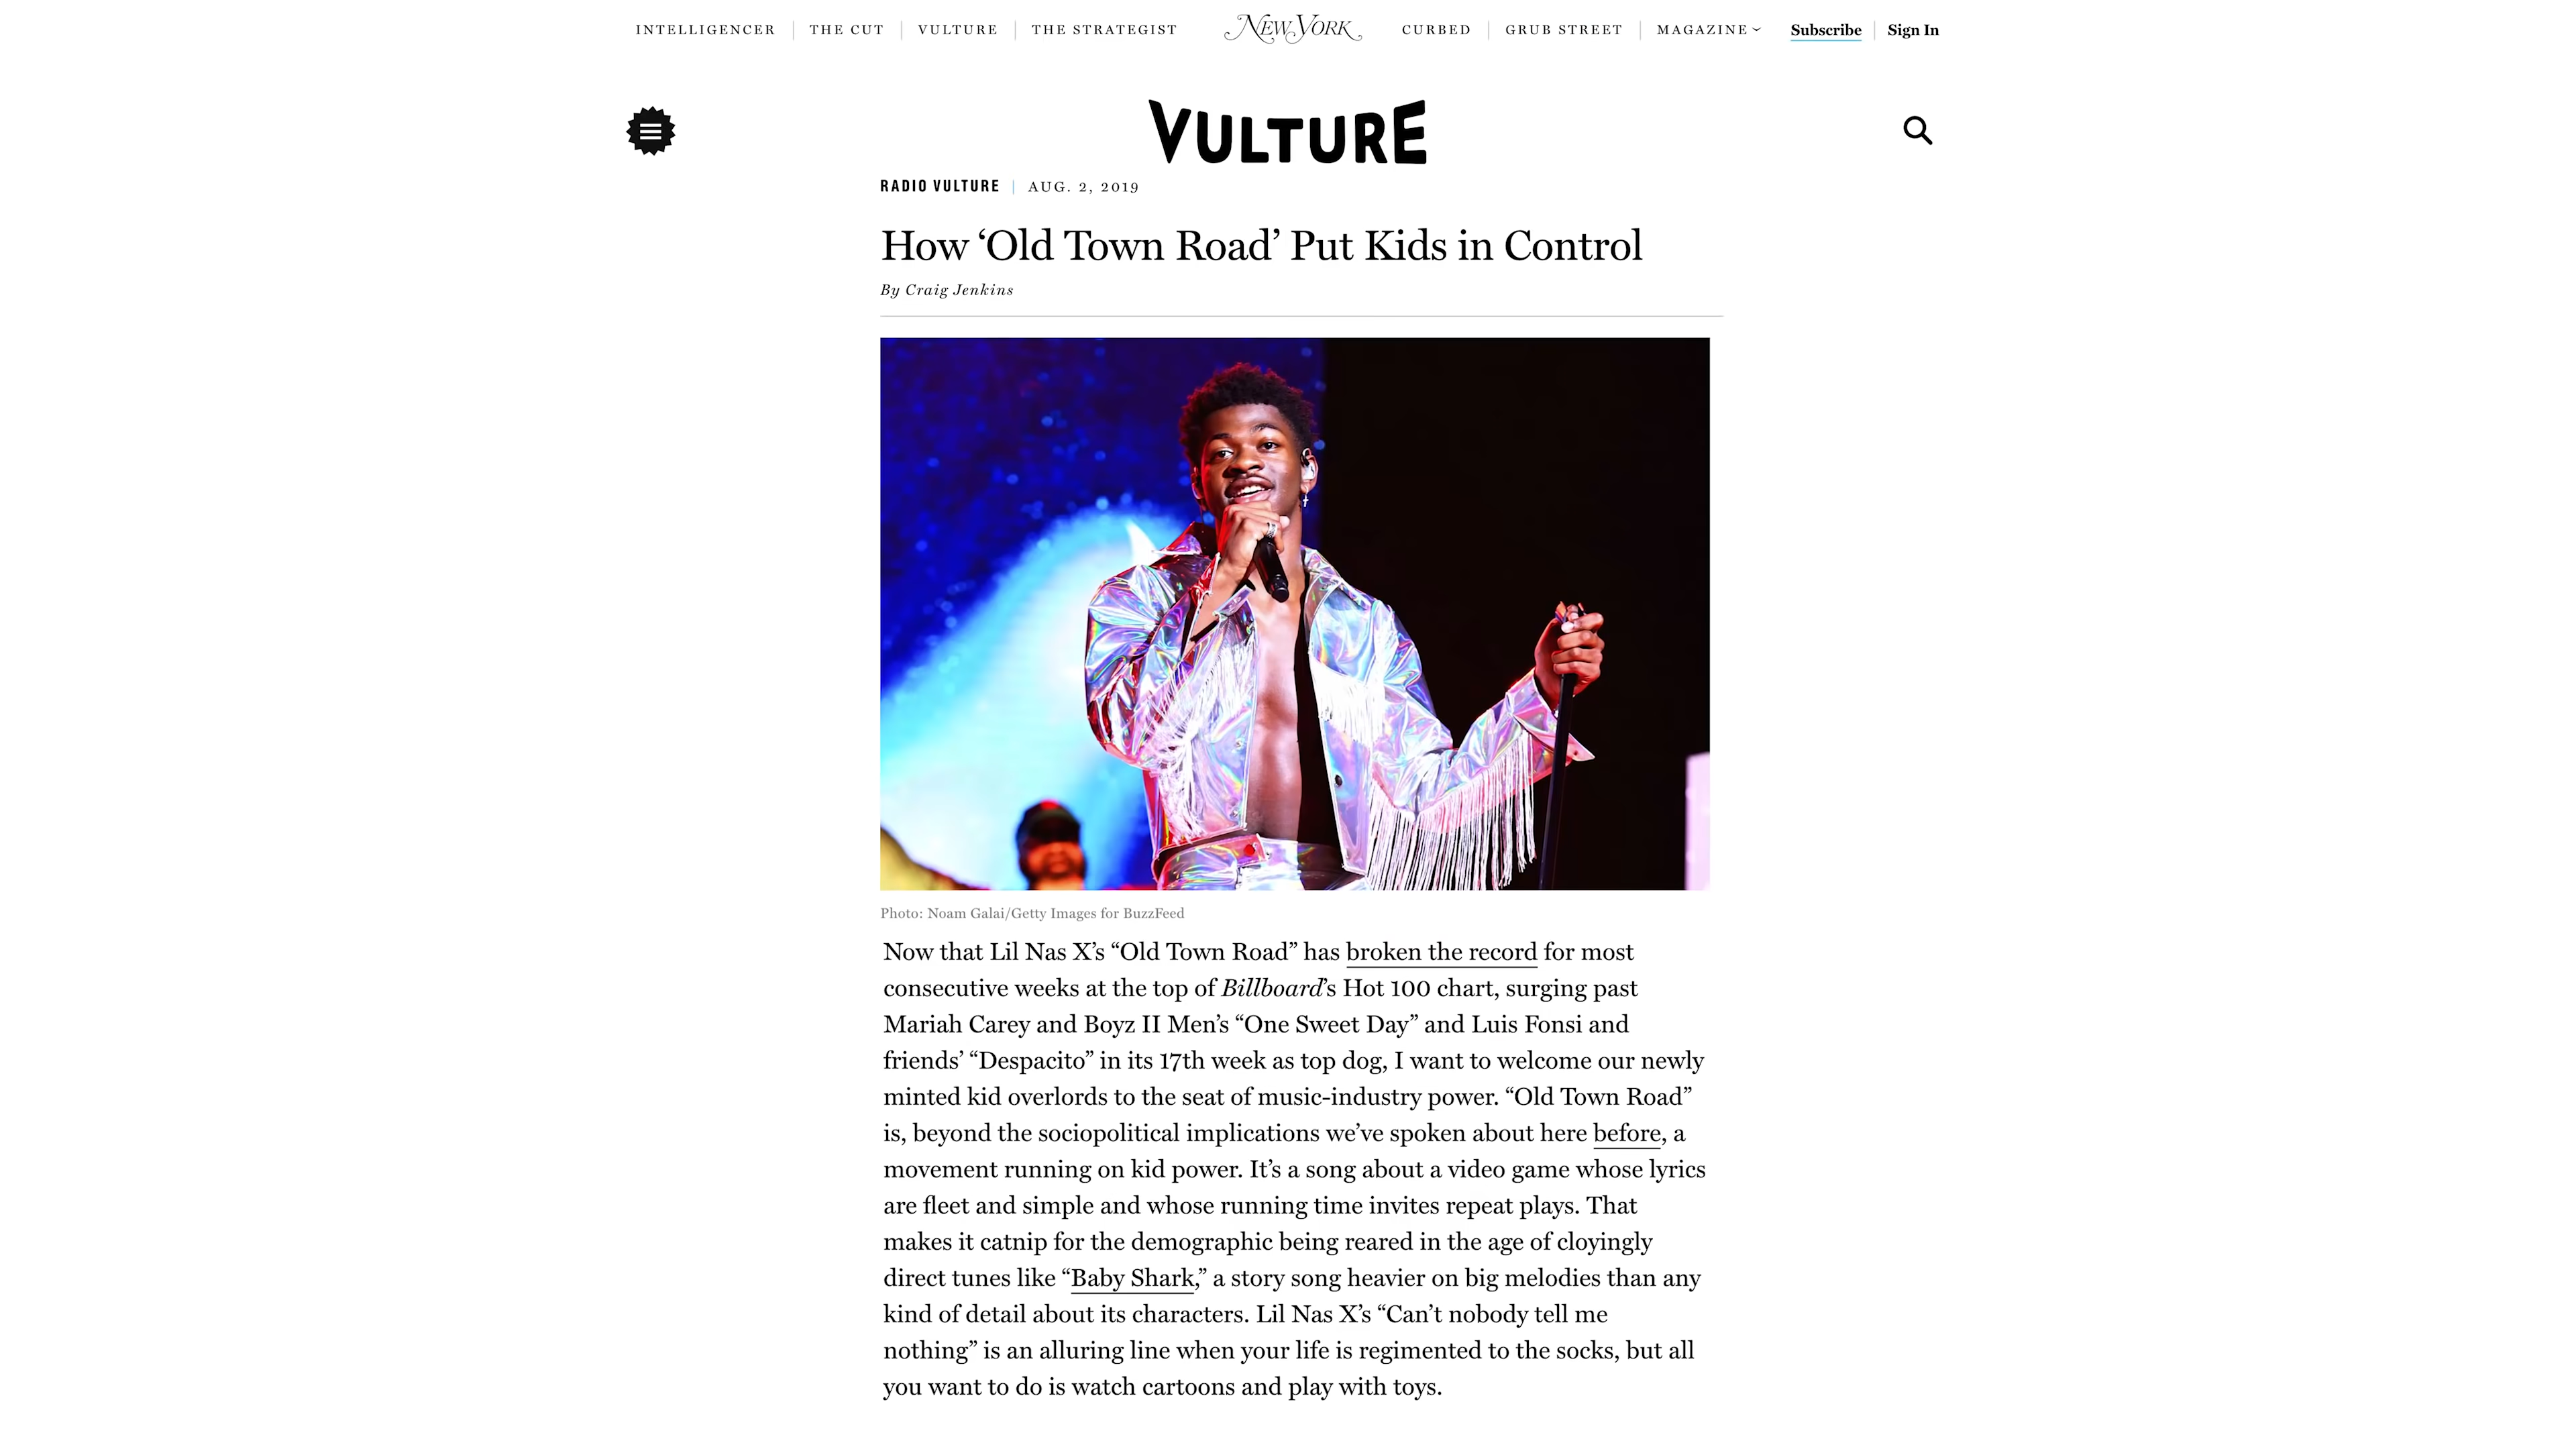 INTELLIGENCER THE CUT VULTURE THE STRATEGIST NEW YORK CURBED GRUB STREET MAGAZINE Subscribe Sign In
VULTURE
RADIO VULTURE AUG. 2, 2019
How ‘Old Town Road’ Put Kids in Control
By Craig Jenkins
Photo: Noam Galai/Getty Images for BuzzFeed
Now that Lil Nas X’s “Old Town Road” has broken the record for most
consecutive weeks at the top of Billboard’s Hot 100 chart, surging past
Mariah Carey and Boyz II Men’s “One Sweet Day” and Luis Fonsi and
friends’ “Despacito” in its 17th week as top dog, I want to welcome our newly
minted kid overlords to the seat of music-industry power. “Old Town Road”
is, beyond the sociopolitical implications we’ve spoken about here before, a
movement running on kid power. It’s a song about a video game whose lyrics
are fleet and simple and whose running time invites repeat plays. That
makes it catnip for the demographic being reared in the age of cloyingly
direct tunes like “Baby Shark,” a story song heavier on big melodies than any
kind of detail about its characters. Lil Nas X’s “Can’t nobody tell me
nothing” is an alluring line when your life is regimented to the socks, but all
you want to do is watch cartoons and play with toys.